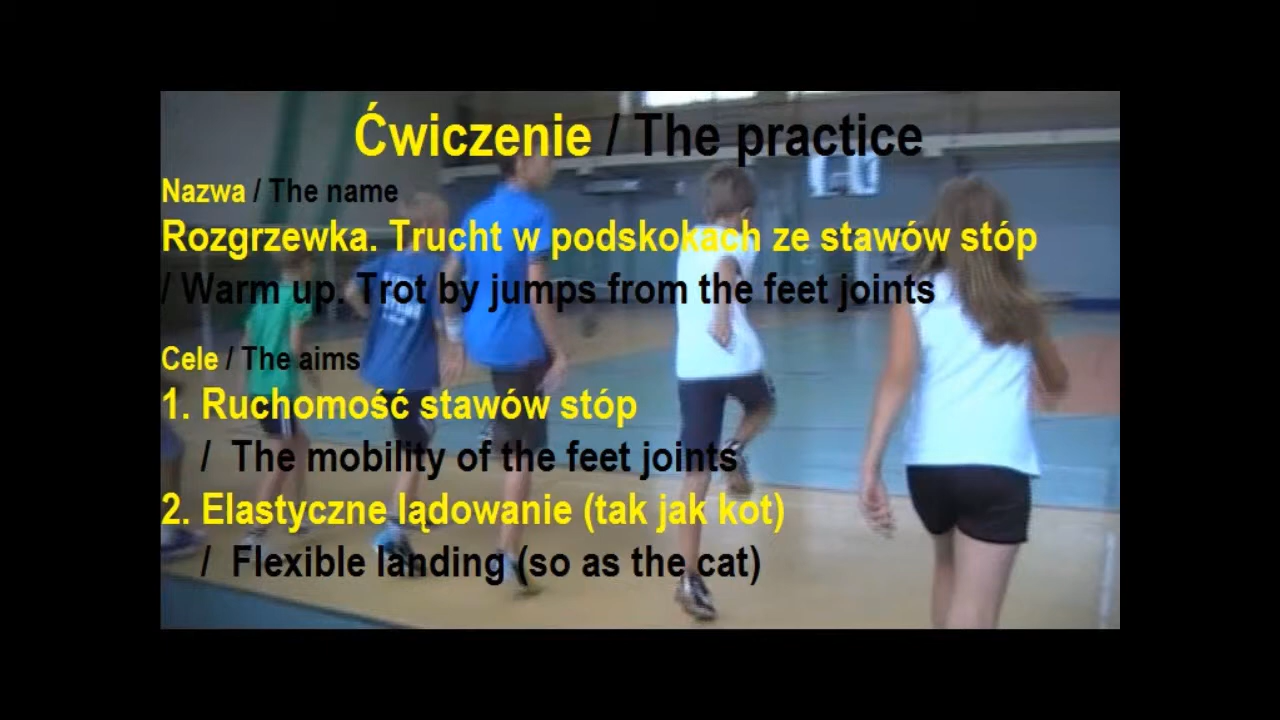 Ćwiczenie / The practice
Nazwa / The name
Rozgrzewka. Trucht w podskokach ze stawów stóp
/ Warm up. Trot by jumps from the feet joints
Cele / The aims
1. Ruchomość stawów stóp
/ The mobility of the feet joints
2. Elastyczne lądowanie (tak jak kot)
/ Flexible landing (so as the cat)